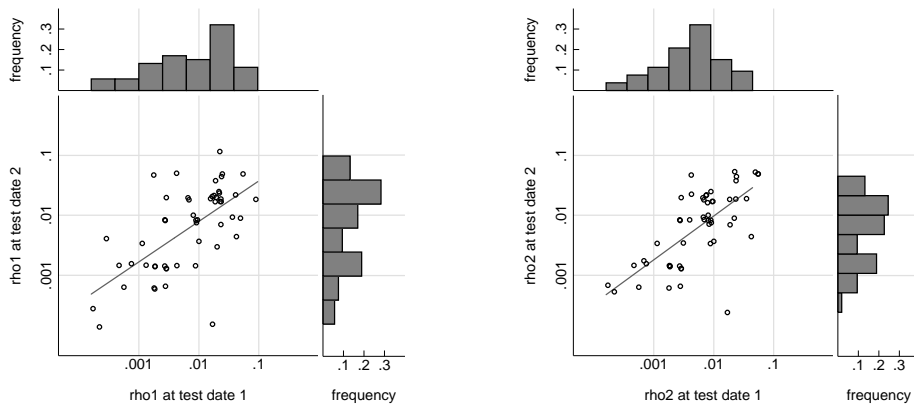 frequency
.1 .2 .3
rho1 at test date 2
.001 .01 .1
.001 .01 .1
rho1 at test date 1
.1 .2 .3
frequency
frequency
.1 .2 .3
rho2 at test date 2
.001 .01 .1
.001 .01 .1
rho2 at test date 1
.1 .2 .3
frequency